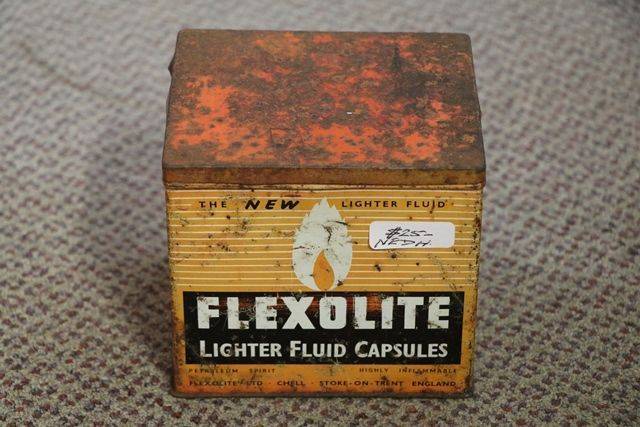 THE NEW LIGHTER FLUID
$25-
NEDH
FLEXOLITE
LIGHTER FLUID CAPSULES
PETROLEUM SPIRIT HIGHLY INFLAMMABLE
FLEXOLITE LTD · CHELL · STOKE-ON-TRENT ENGLAND